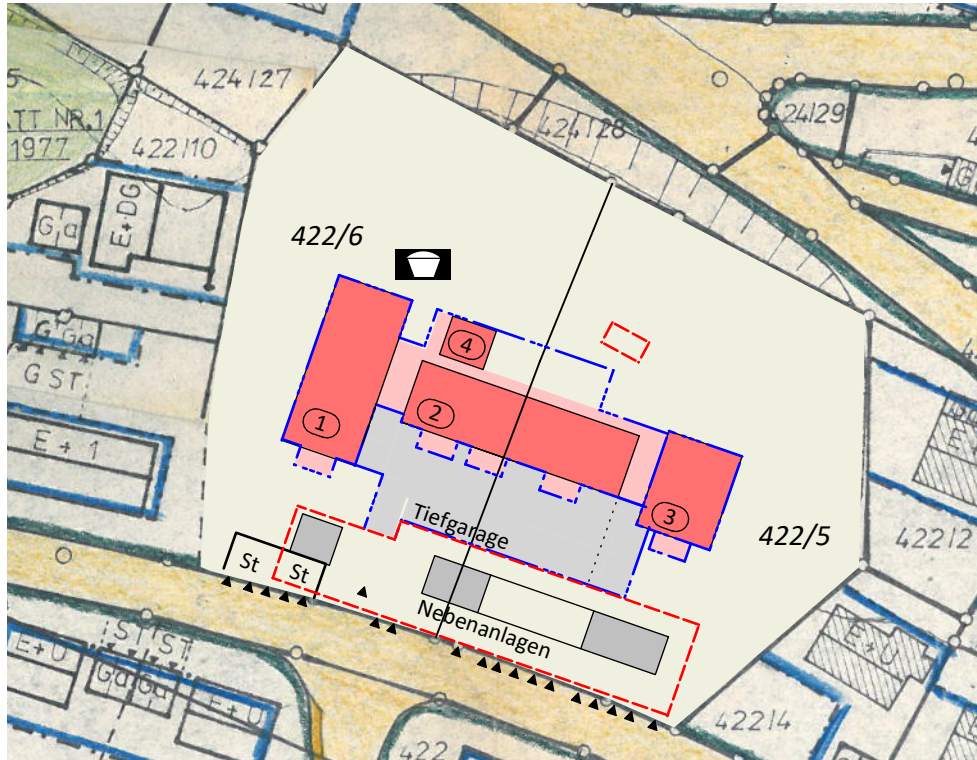 424/27
ATT NR.1
1977
422/10
424/28
24/29
G
Ga
E+DG
422/6
4
G Ga
G ST.
1
2
3
E + 1
Tiefgarage
422/5
422/2
St
St
Nebenanlagen
ST
ST
E+U
Ga
Ga
E+U
E+U
422/4
422